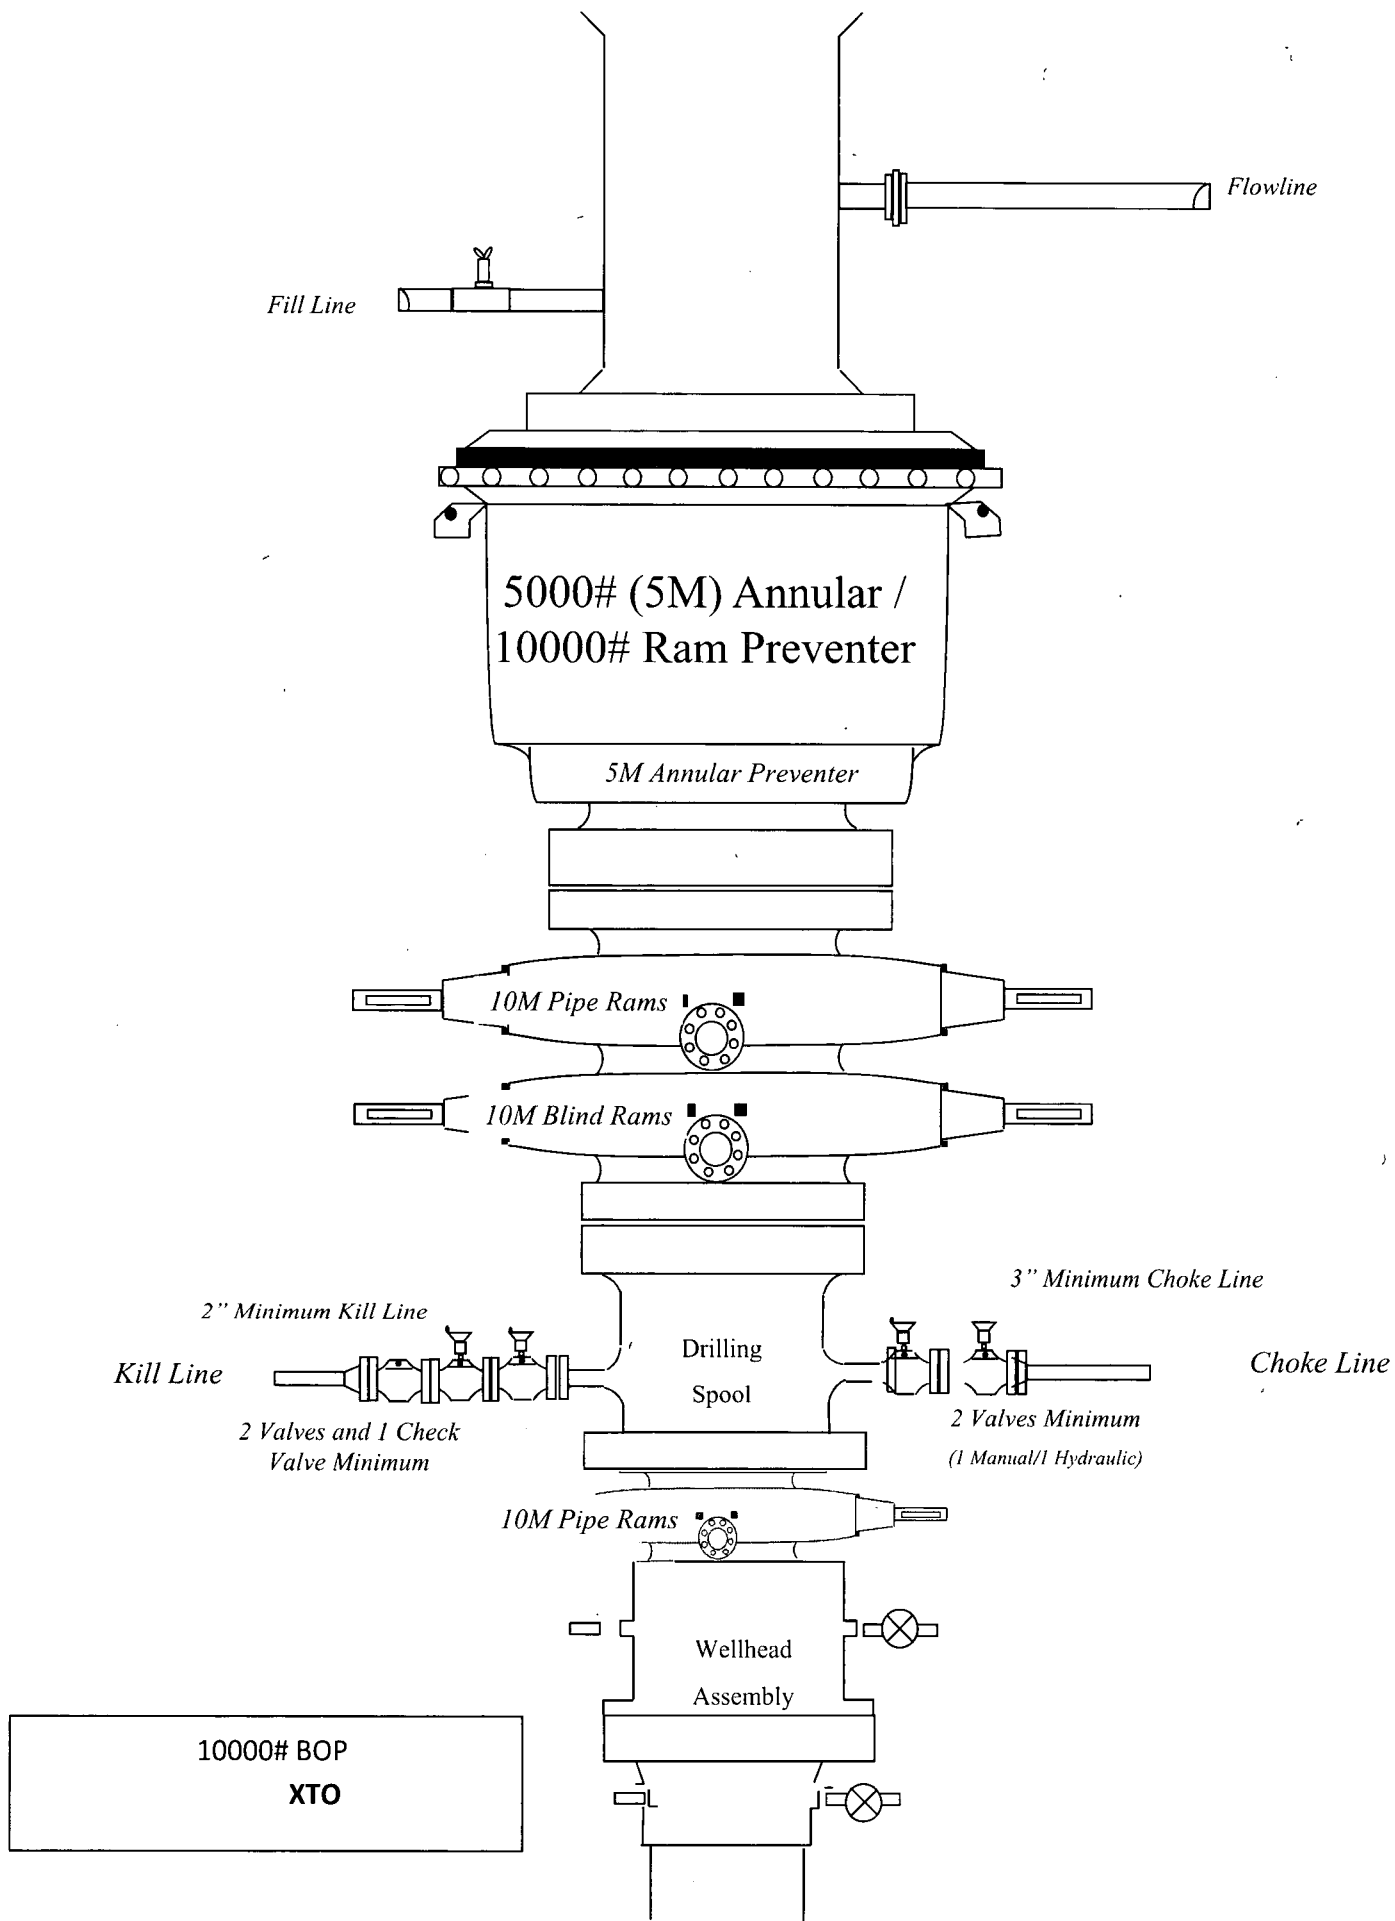 Flowline
Fill Line
5000# (5M) Annular /
10000# Ram Preventer
5M Annular Preventer
10M Pipe Rams
10M Blind Rams
3” Minimum Choke Line
2” Minimum Kill Line
Drilling
Spool
Kill Line
Choke Line
2 Valves and 1 Check
Valve Minimum
2 Valves Minimum
(1 Manual/1 Hydraulic)
10M Pipe Rams
Wellhead
Assembly
10000# BOP
XTO